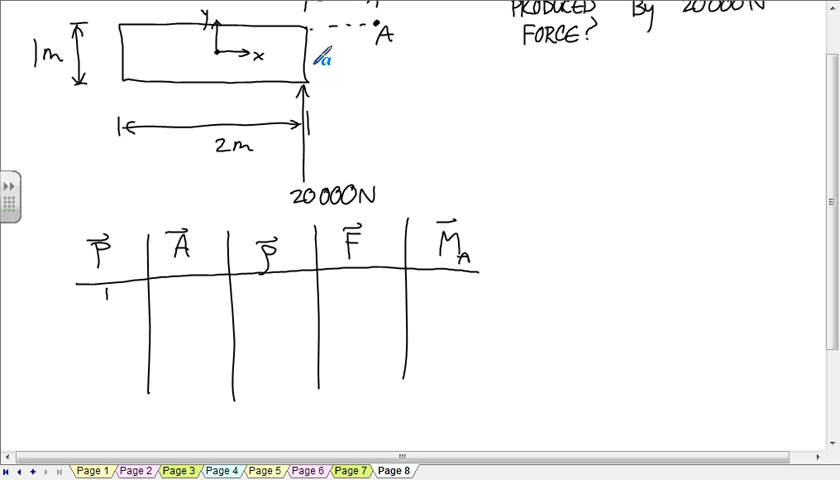 PRODUCED By 20000N
FORCE?
y
A
1m
x
a
2m
20000N
P A ρ F M_A
1
Page 1 Page 2 Page 3 Page 4 Page 5 Page 6 Page 7 Page 8